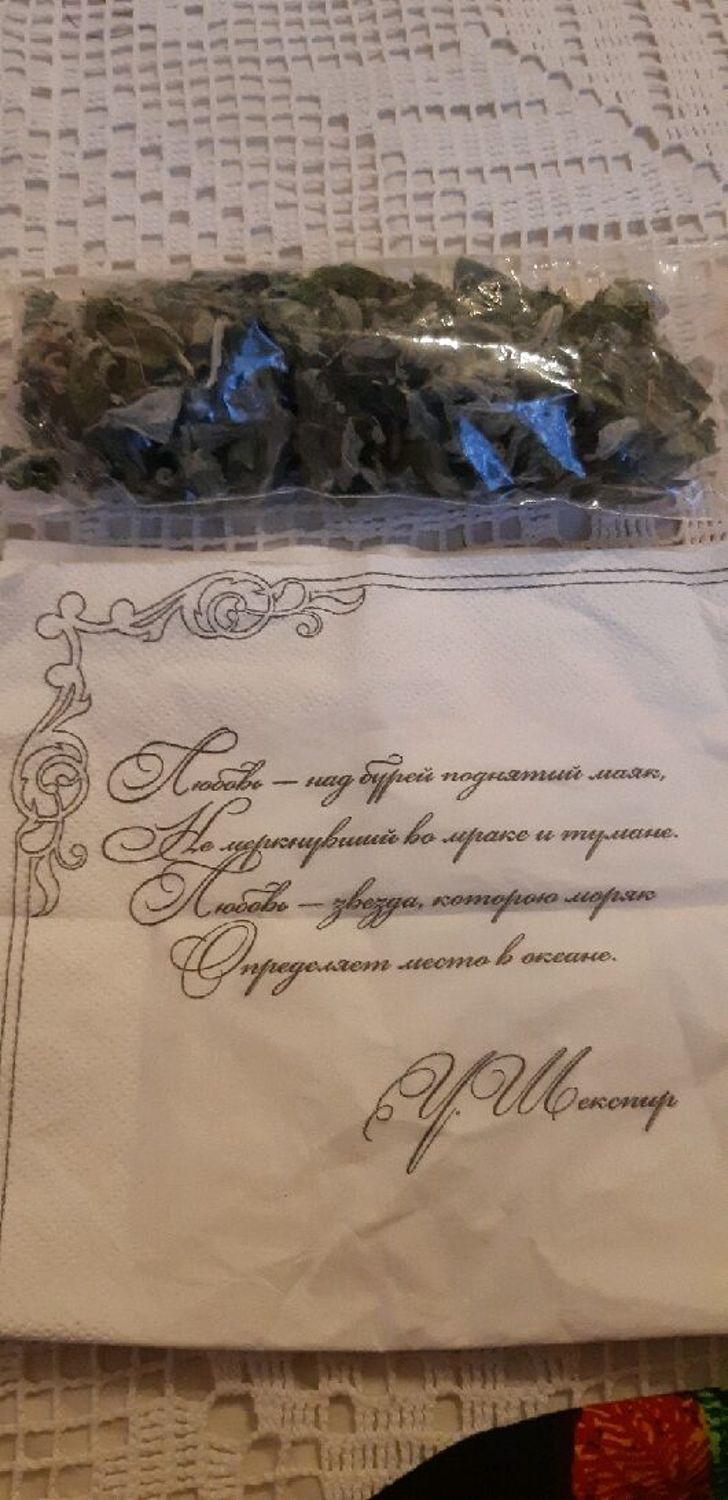 Любовь — над бурей поднятый маяк,
Не меркнувший во мраке и тумане.
Любовь — звезда, которою моряк
Определяет место в океане.
У. Шекспир